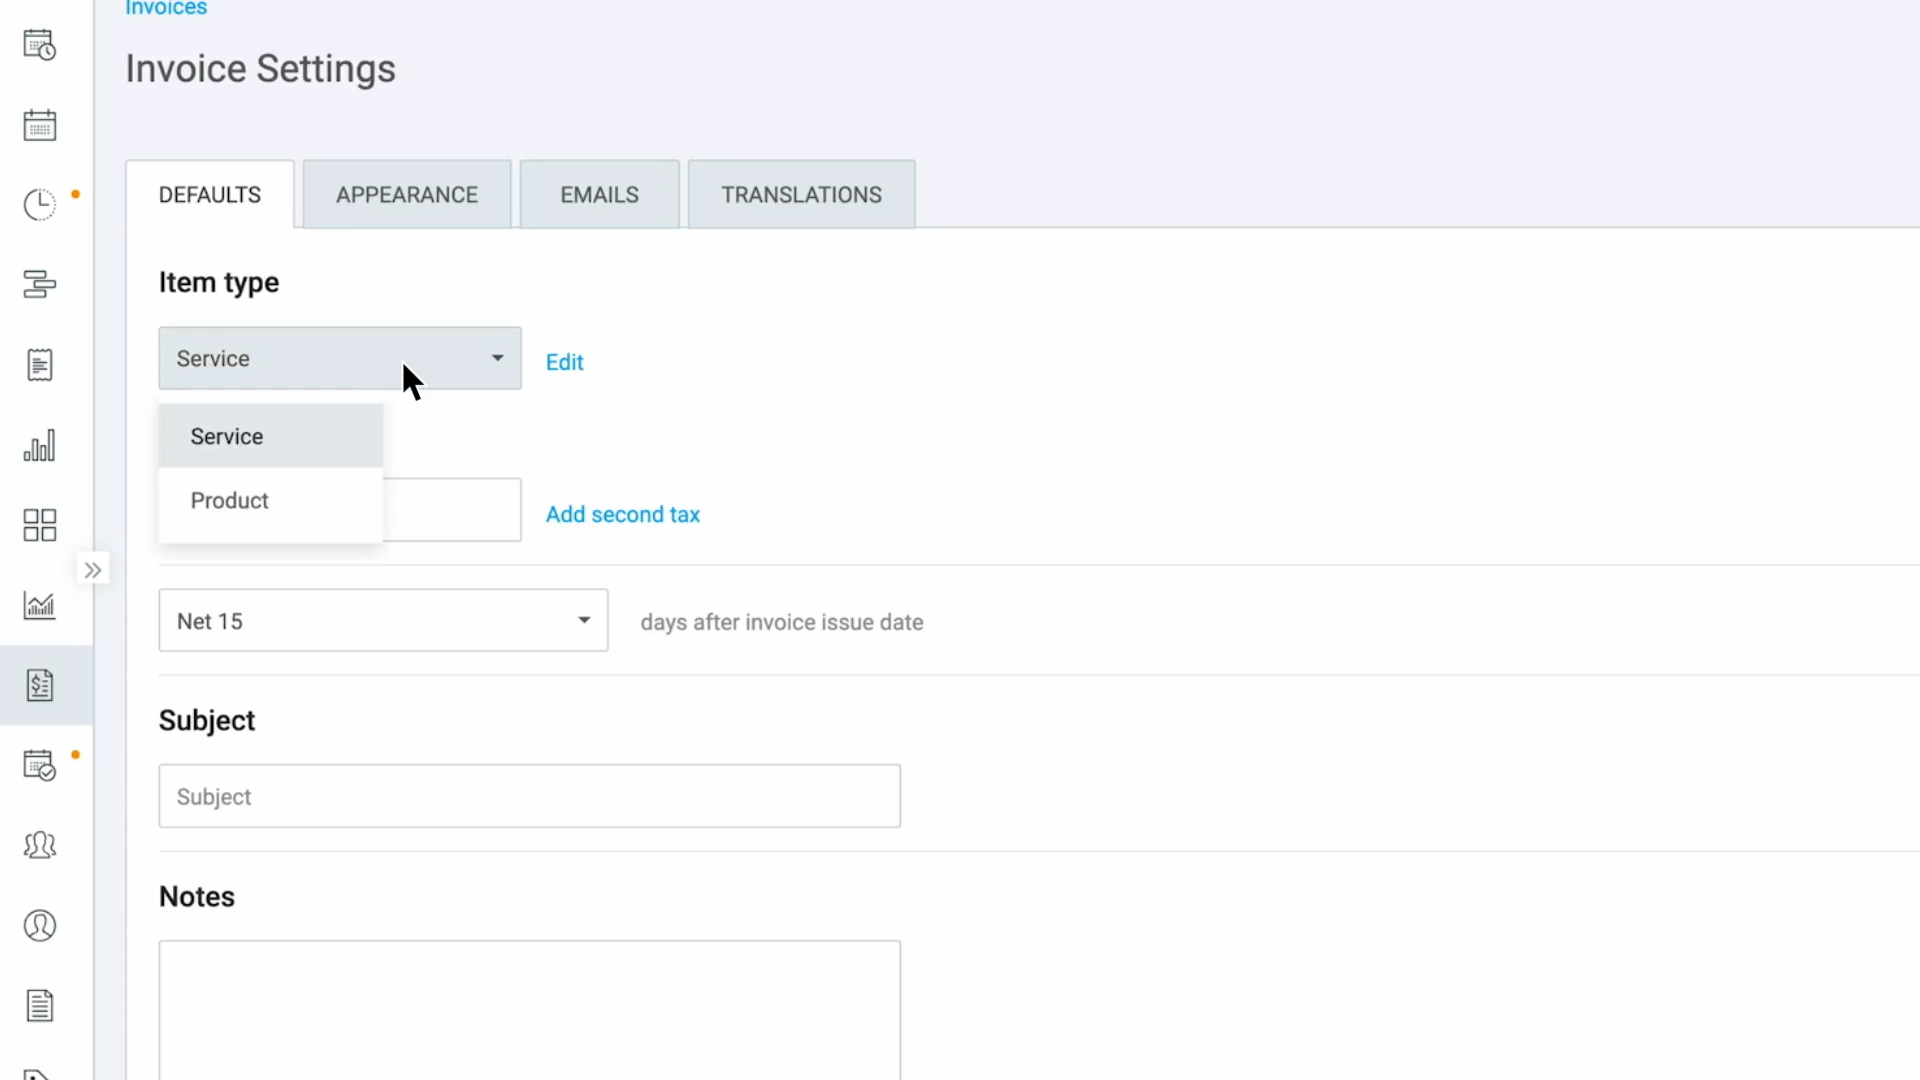 Invoices
Invoice Settings
DEFAULTS
APPEARANCE
EMAILS
TRANSLATIONS
Item type
Service
Edit
Service
Product
Add second tax
Net 15
days after invoice issue date
Subject
Subject
Notes